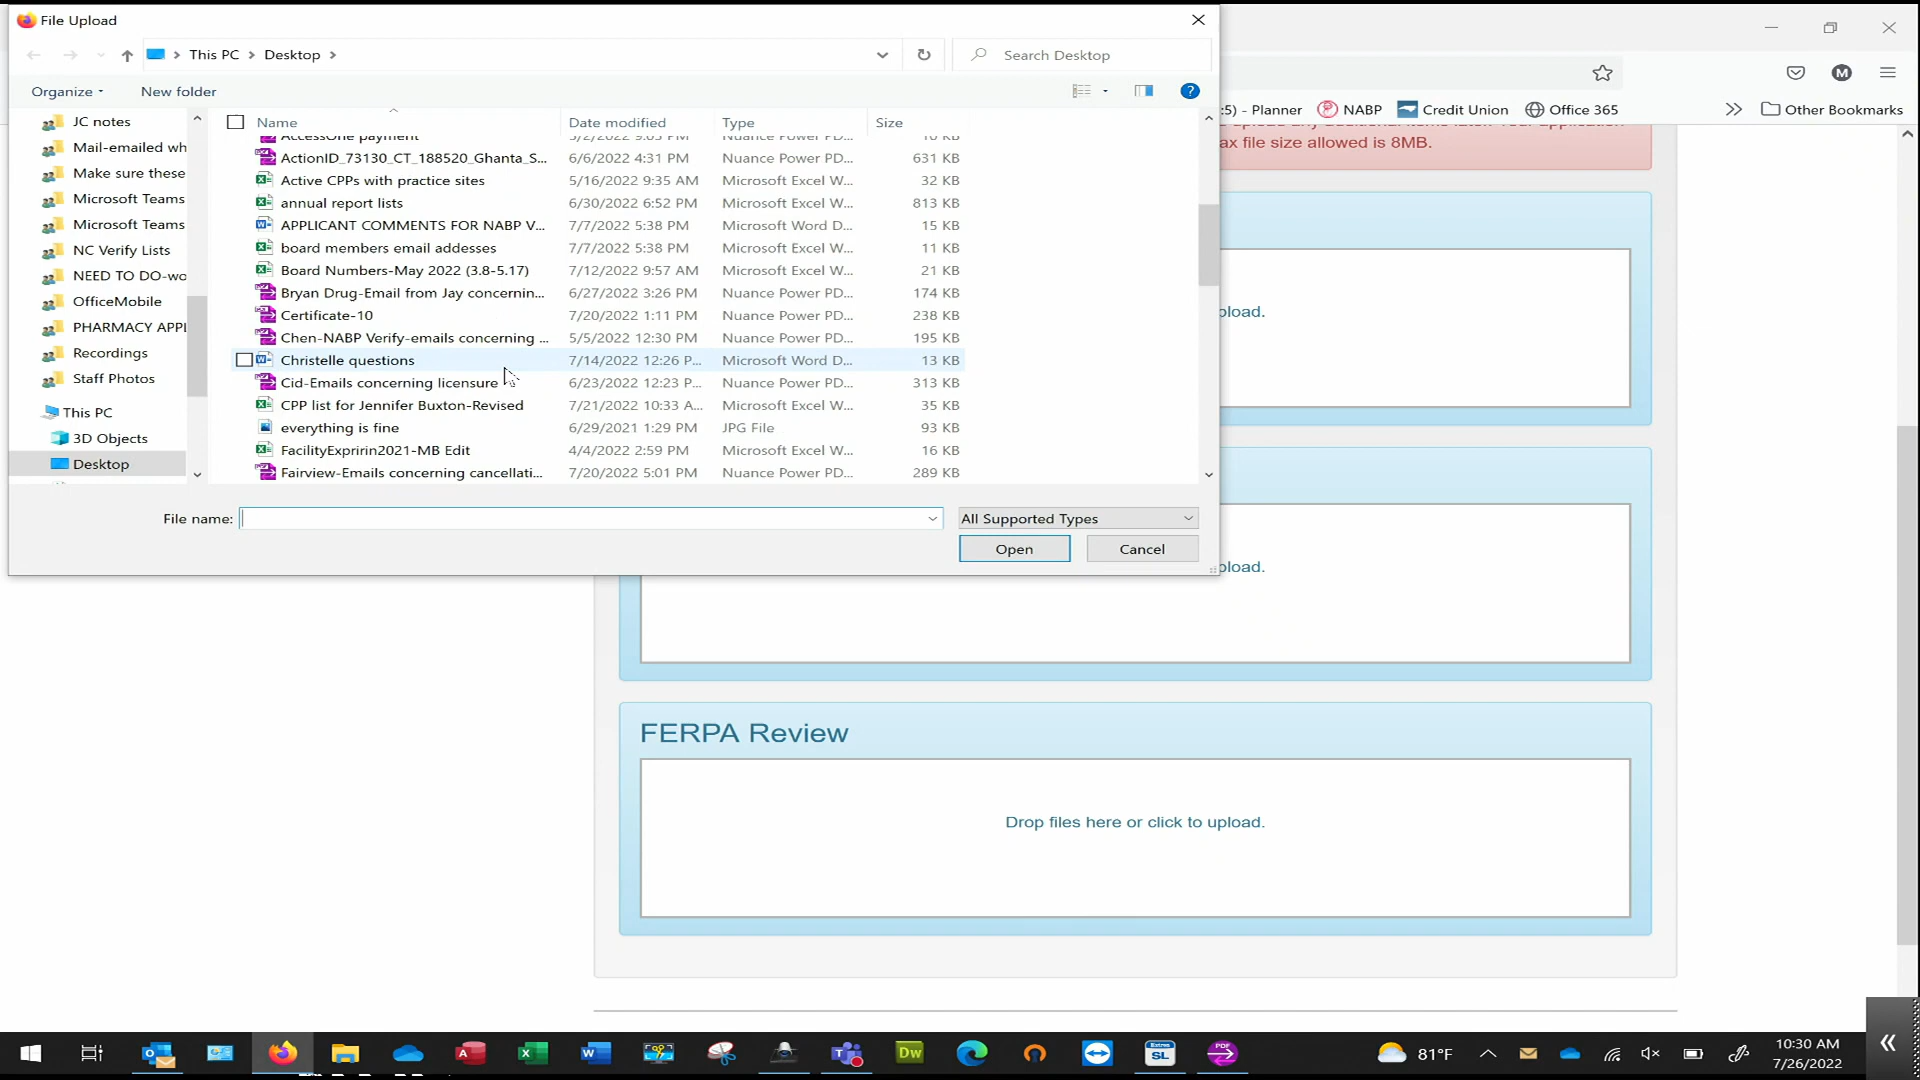 File Upload
This PC > Desktop >
Search Desktop
Organize
New folder
:5) - Planner
NABP
Credit Union
Office 365
Other Bookmarks
ax file size allowed is 8MB.
JC notes
Mail-emailed wh
Make sure these
Microsoft Teams
Microsoft Teams
NC Verify Lists
NEED TO DO-wo
OfficeMobile
PHARMACY APPL
Recordings
Staff Photos
This PC
3D Objects
Desktop
Name Date modified Type Size
AccessOne payment 5/2/2022 9:05 AM Nuance Power PD... 10 KB
ActionID_73130_CT_188520_Ghanta_S... 6/6/2022 4:31 PM Nuance Power PD... 631 KB
Active CPPs with practice sites 5/16/2022 9:35 AM Microsoft Excel W... 32 KB
annual report lists 6/30/2022 6:52 PM Microsoft Excel W... 813 KB
APPLICANT COMMENTS FOR NABP V... 7/7/2022 5:38 PM Microsoft Word D... 15 KB
board members email addesses 7/7/2022 5:38 PM Microsoft Excel W... 11 KB
Board Numbers-May 2022 (3.8-5.17) 7/12/2022 9:57 AM Microsoft Excel W... 21 KB
Bryan Drug-Email from Jay concernin... 6/27/2022 3:26 PM Nuance Power PD... 174 KB
Certificate-10 7/20/2022 1:11 PM Nuance Power PD... 238 KB
Chen-NABP Verify-emails concerning ... 5/5/2022 12:30 PM Nuance Power PD... 195 KB
Christelle questions 7/14/2022 12:26 P... Microsoft Word D... 13 KB
Cid-Emails concerning licensure 6/23/2022 12:23 P... Nuance Power PD... 313 KB
CPP list for Jennifer Buxton-Revised 7/21/2022 10:33 A... Microsoft Excel W... 35 KB
everything is fine 6/29/2021 1:29 PM JPG File 93 KB
FacilityExpririn2021-MB Edit 4/4/2022 2:59 PM Microsoft Excel W... 16 KB
Fairview-Emails concerning cancellati... 7/20/2022 5:01 PM Nuance Power PD... 289 KB
File name:
All Supported Types
Open
Cancel
pload.
pload.
FERPA Review
Drop files here or click to upload.
81°F
10:30 AM
7/26/2022